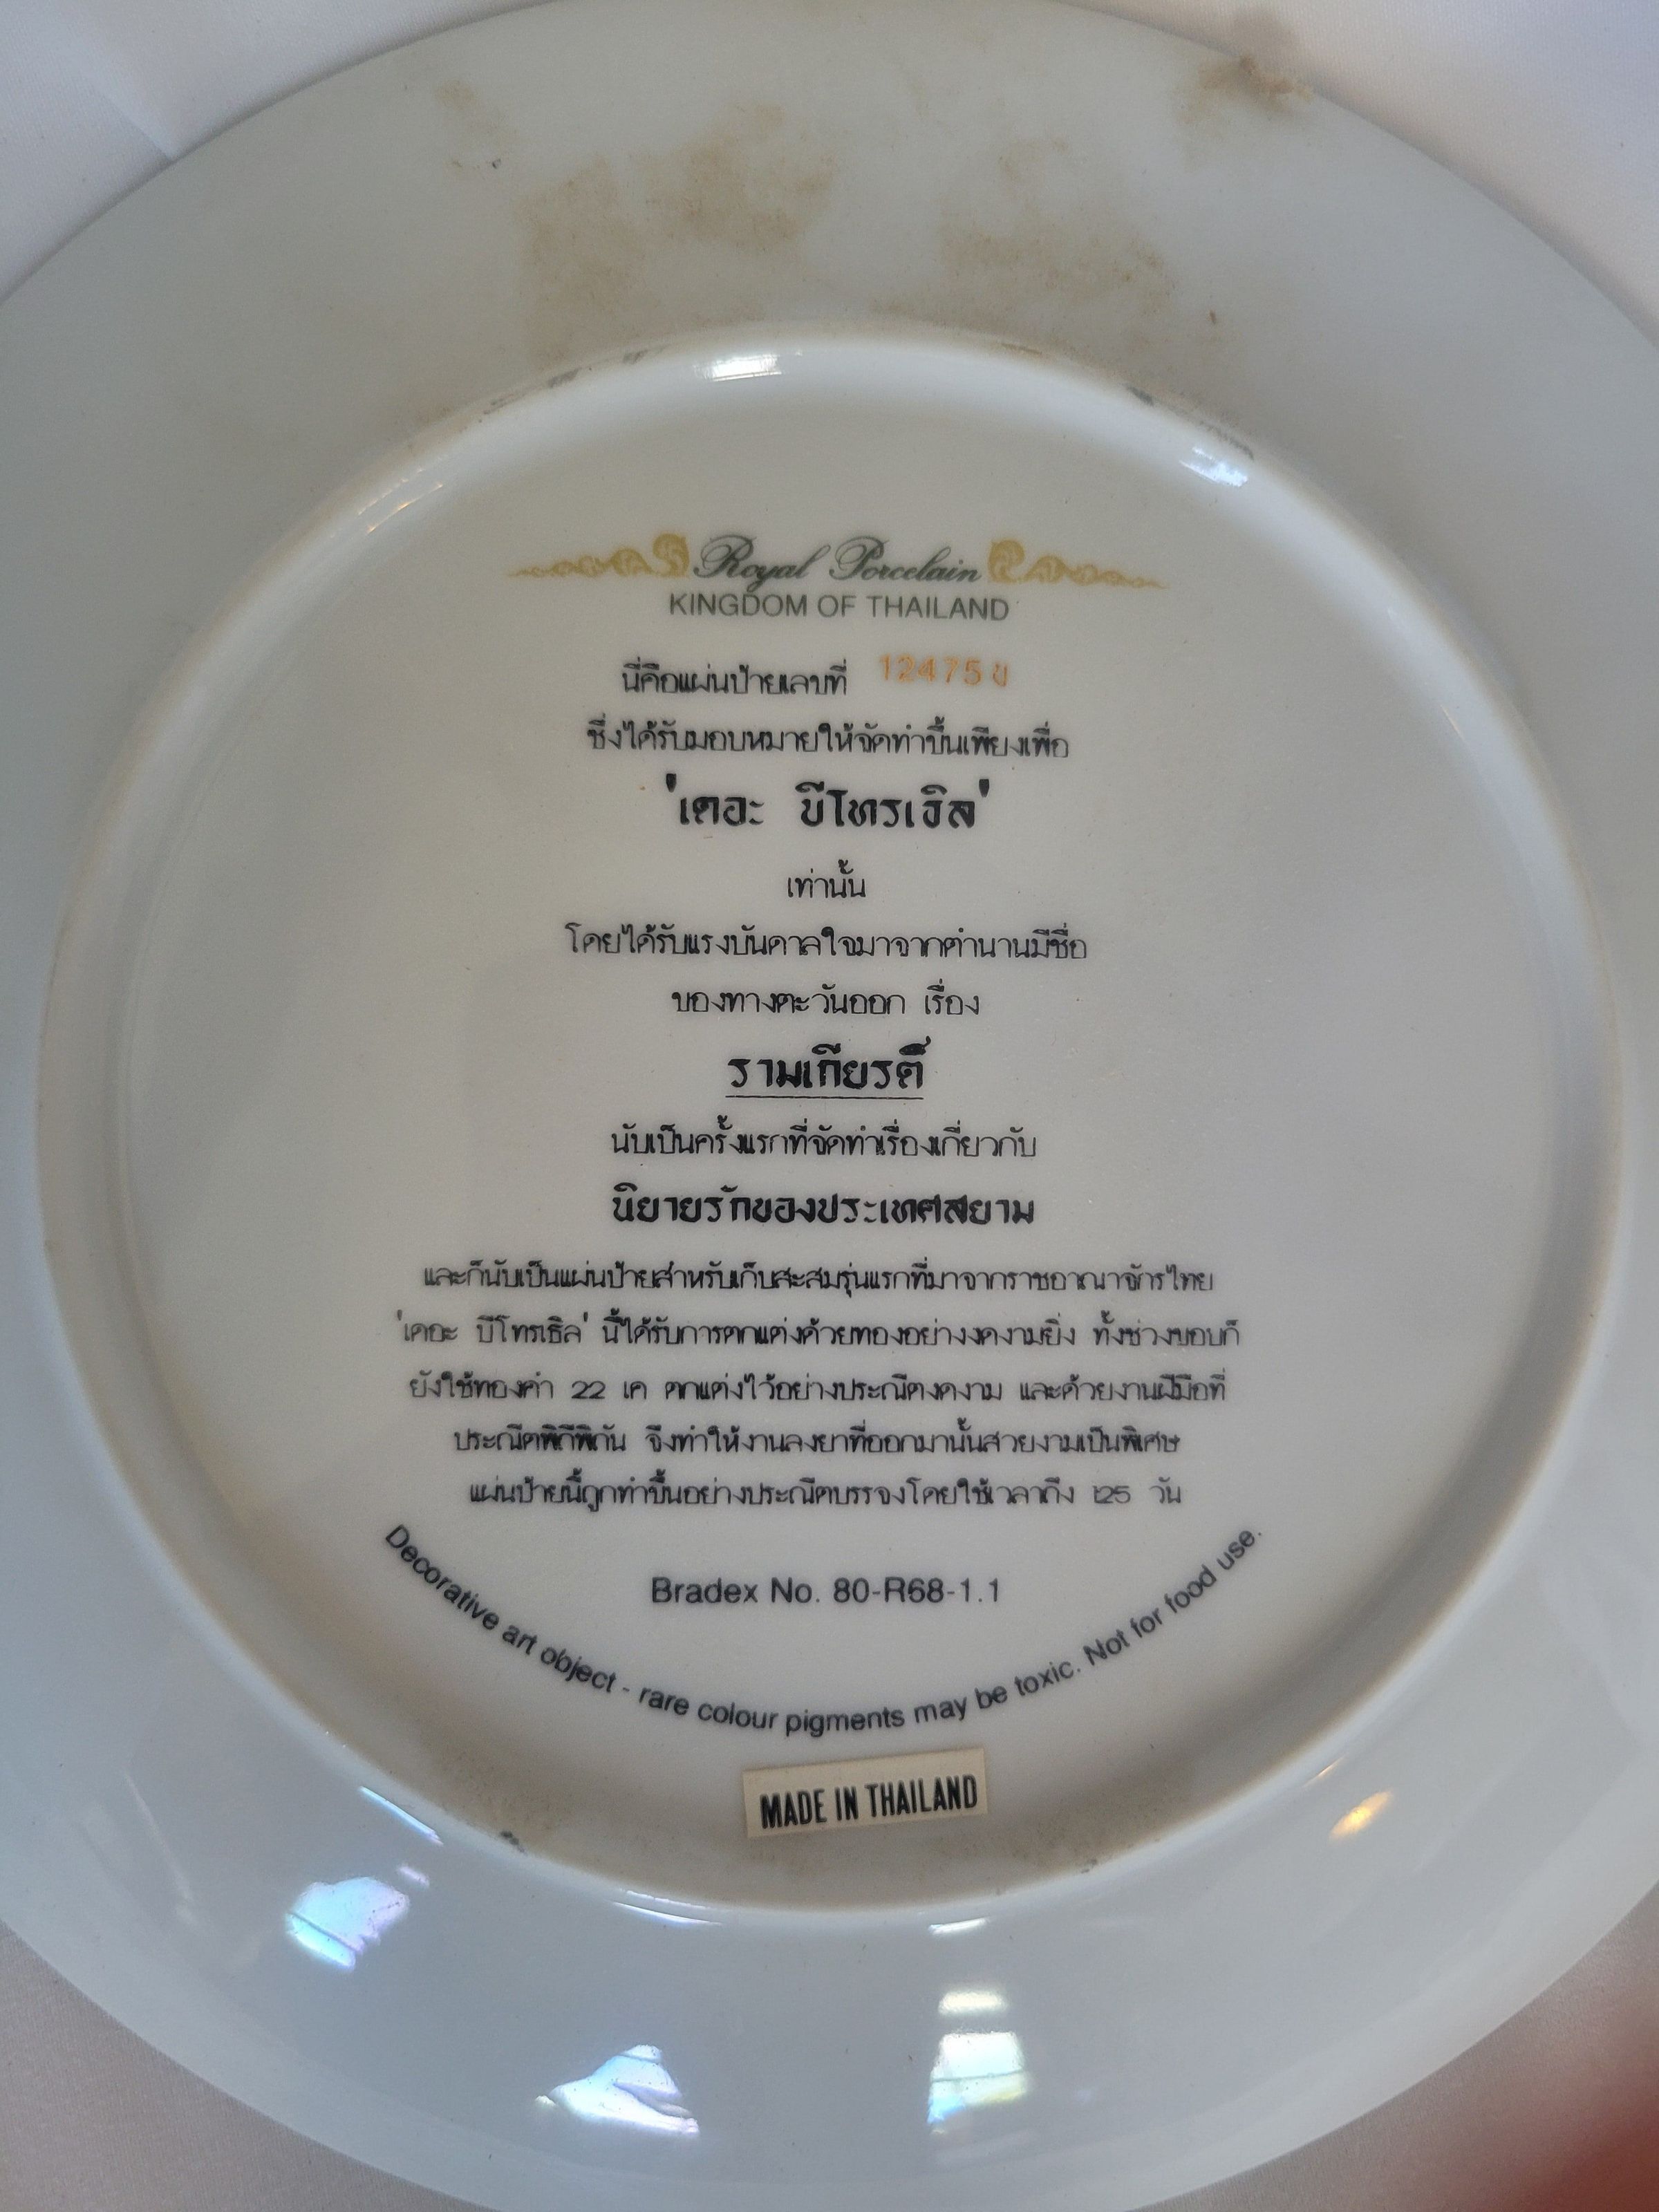 Royal Porcelain
KINGDOM OF THAILAND
นี่คือแผ่นป้ายเลขที่ 12475 ป
ซึ่งได้รับมอบหมายให้จัดทำขึ้นเพียงเพื่อ
'เดอะ บีโทรเธิล'
เท่านั้น
โดยได้รับแรงบันดาลใจมาจากตำนานมีชื่อ
ของทางตะวันออก เรื่อง
รามเกียรติ์
นับเป็นครั้งแรกที่จัดทำเรื่องเกี่ยวกับ
นิยายรักของประเทศสยาม
และก็นับเป็นแผ่นป้ายสำหรับเก็บสะสมรุ่นแรกที่มาจากราชอาณาจักรไทย
'เดอะ บีโทรเธิล' นี้ได้รับการตกแต่งด้วยทองอย่างงดงามยิ่ง ทั้งช่วงขอบก็
ยังใช้ทองคำ 22 เค ตกแต่งไว้อย่างประณีตงดงาม และด้วยงานฝีมือที่
ประณีตพิถีพิถัน จึงทำให้งานลงยาที่ออกมานั้นสวยงามเป็นพิเศษ
แผ่นป้ายนี้ถูกทำขึ้นอย่างประณีตบรรจงโดยใช้เวลาถึง 125 วัน
Bradex No. 80-R68-1.1
Decorative art object - rare colour pigments may be toxic. Not for food use.
MADE IN THAILAND